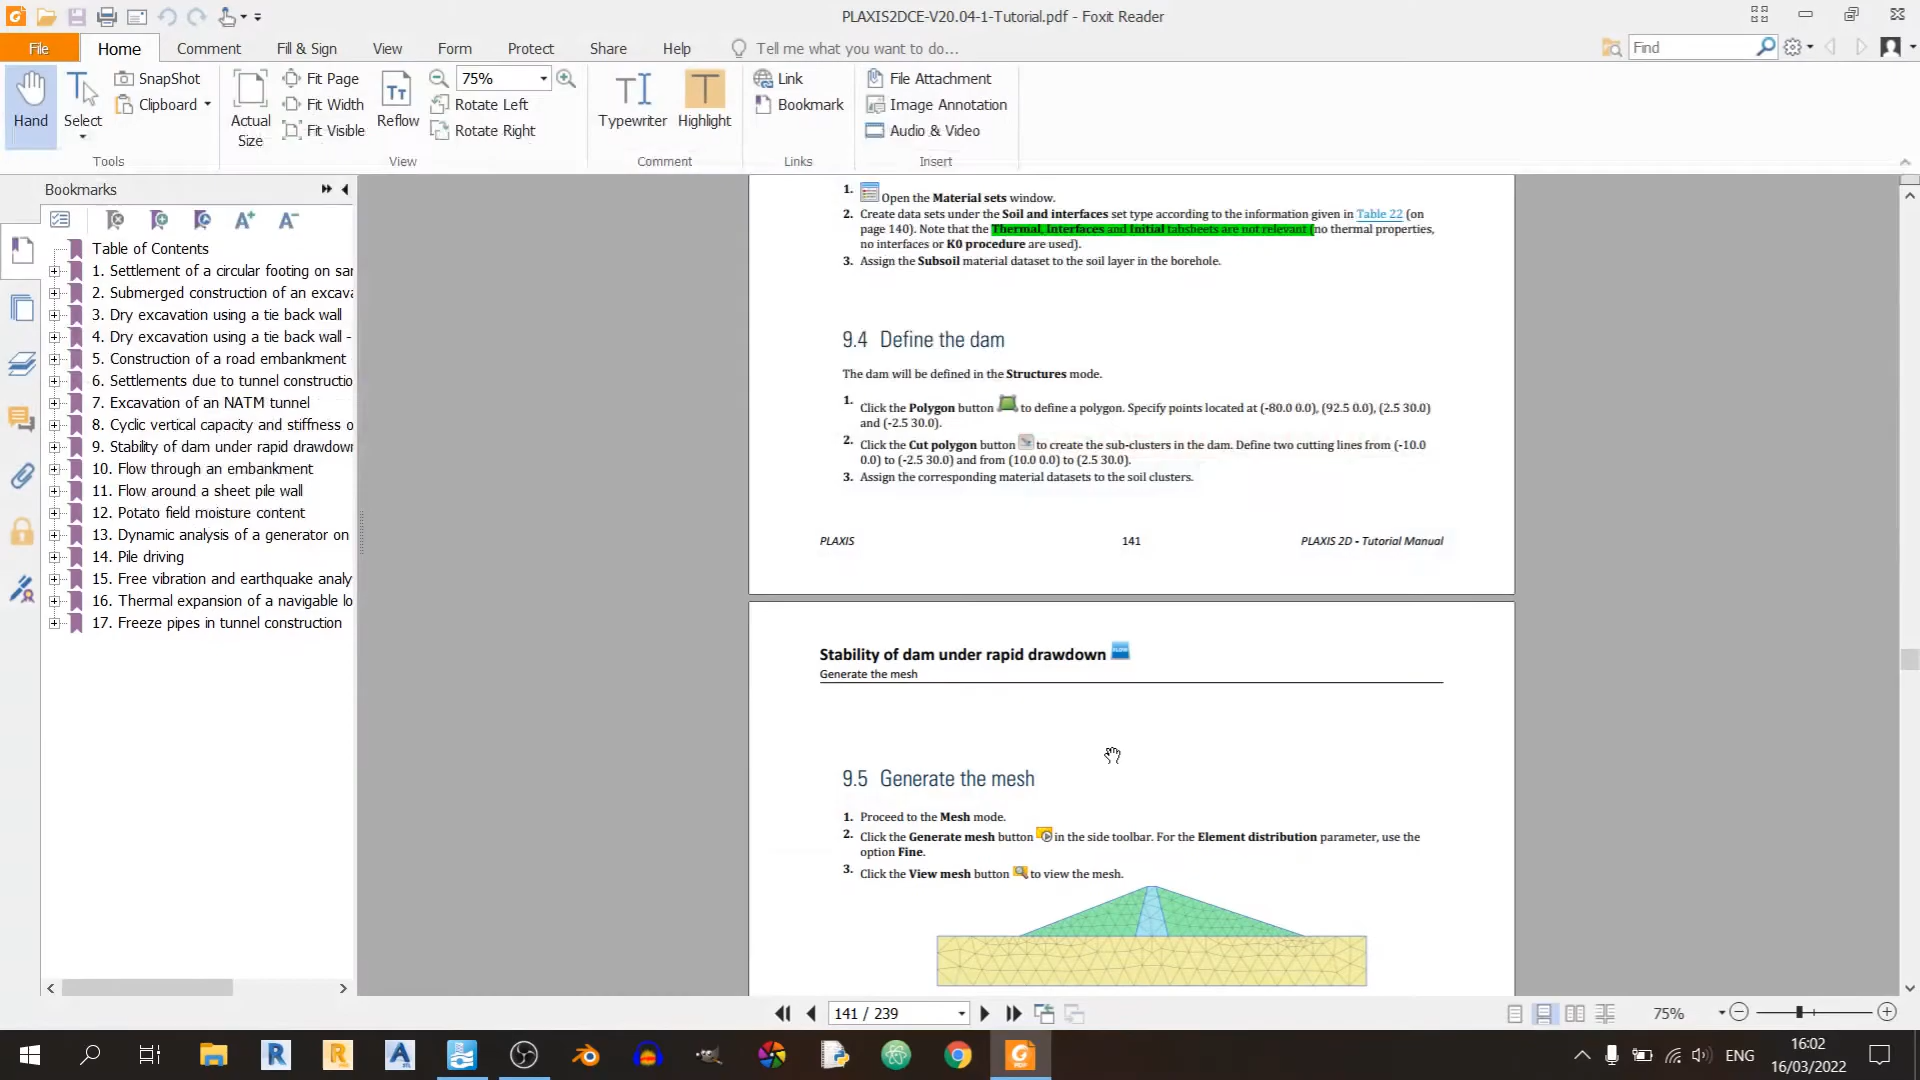 PLAXIS2DCE-V20.04-1-Tutorial.pdf - Foxit Reader
File
Home
Comment
Fill & Sign
View
Form
Protect
Share
Help
Tell me what you want to do...
Find
Hand
Select
SnapShot
Clipboard
Tools
Actual
Size
Fit Page
Fit Width
Fit Visible
Reflow
75%
Rotate Left
Rotate Right
View
Typewriter
Highlight
Comment
Link
Bookmark
Links
File Attachment
Image Annotation
Audio & Video
Insert
Bookmarks
Table of Contents
1. Settlement of a circular footing on sar
2. Submerged construction of an excava
3. Dry excavation using a tie back wall
4. Dry excavation using a tie back wall -
5. Construction of a road embankment
6. Settlements due to tunnel constructio
7. Excavation of an NATM tunnel
8. Cyclic vertical capacity and stiffness o
9. Stability of dam under rapid drawdown
10. Flow through an embankment
11. Flow around a sheet pile wall
12. Potato field moisture content
13. Dynamic analysis of a generator on
14. Pile driving
15. Free vibration and earthquake analy
16. Thermal expansion of a navigable lo
17. Freeze pipes in tunnel construction
1. Open the Material sets window.
2. Create data sets under the Soil and interfaces set type according to the information given in Table 22 (on
page 140). Note that the Thermal, Interfaces and Initial tabsheets are not relevant (no thermal properties,
no interfaces or K0 procedure are used).
3. Assign the Subsoil material dataset to the soil layer in the borehole.
9.4 Define the dam
The dam will be defined in the Structures mode.
1. Click the Polygon button to define a polygon. Specify points located at (-80.0 0.0), (92.5 0.0), (2.5 30.0)
and (-2.5 30.0).
2. Click the Cut polygon button to create the sub-clusters in the dam. Define two cutting lines from (-10.0
0.0) to (-2.5 30.0) and from (10.0 0.0) to (2.5 30.0).
3. Assign the corresponding material datasets to the soil clusters.
PLAXIS 141 PLAXIS 2D - Tutorial Manual
Stability of dam under rapid drawdown
Generate the mesh
9.5 Generate the mesh
1. Proceed to the Mesh mode.
2. Click the Generate mesh button in the side toolbar. For the Element distribution parameter, use the
option Fine.
3. Click the View mesh button to view the mesh.
141 / 239
75%
ENG
16:02
16/03/2022